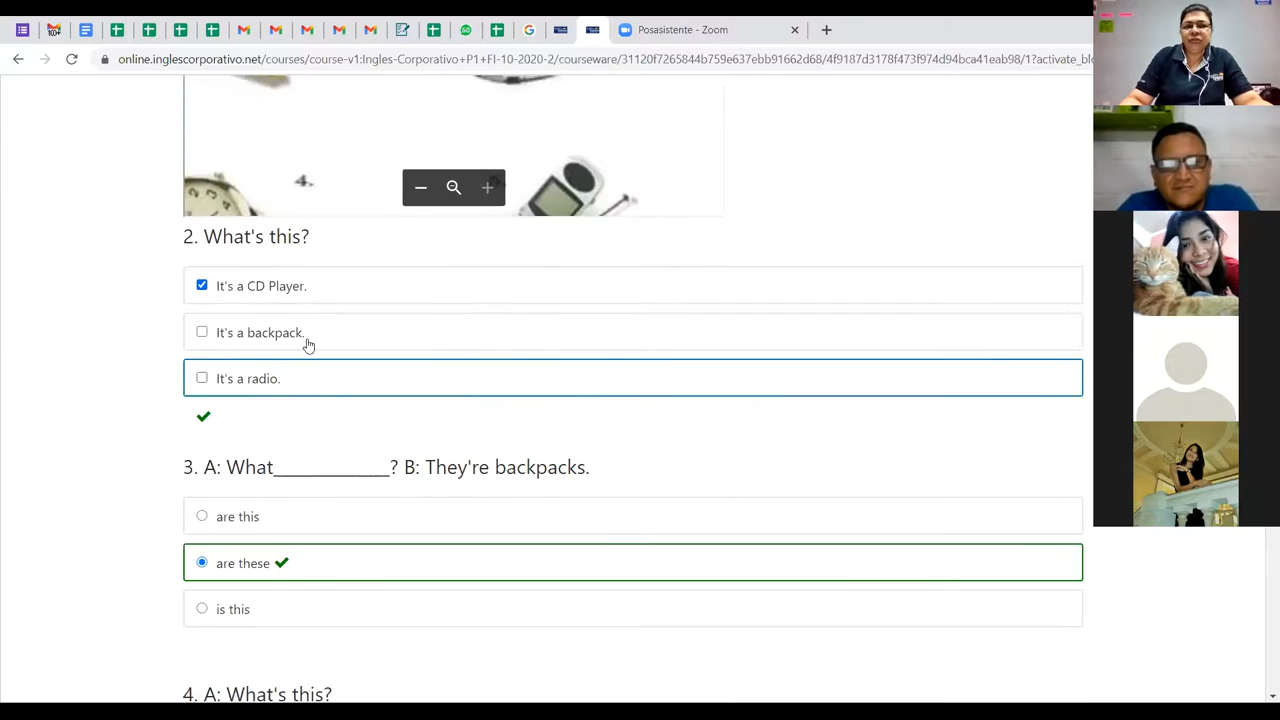 Posasistente - Zoom
online.inglescorporativo.net/courses/course-v1:Ingles-Corporativo+P1+FI-10-2020-2/courseware/31120f7265844b759e637ebb91662d68/4f9187d3178f473f974d94bca41eab98/1?activate_blo
4.
2. What's this?
It's a CD Player.
It's a backpack.
It's a radio.
3. A: What______________? B: They're backpacks.
are this
are these
is this
4. A: What's this?